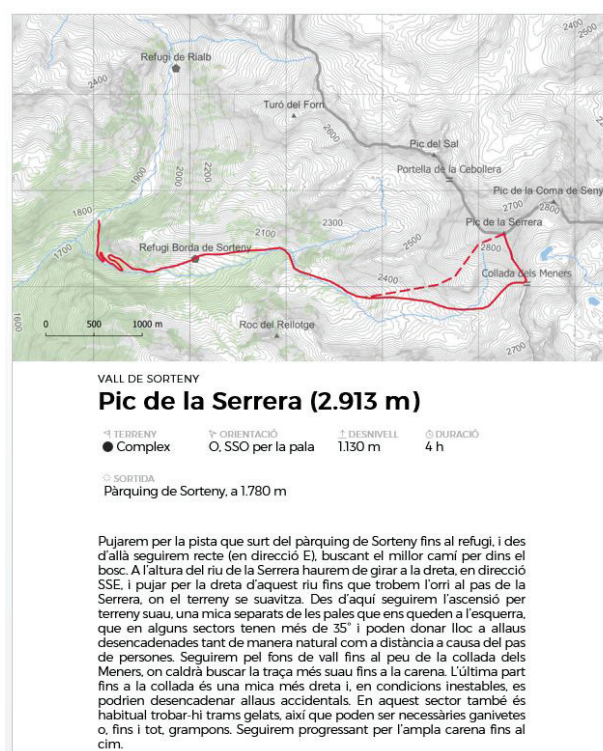 2400
2500
Refugi de Rialb
2400
Turó del Forn
2600
1900
2000
2200
Pic del Sal
Portella de la Cebollera
Pic de la Coma de Seny
2700
2800
1800
Pic de la Serrera
2300
2100
1700
Refugi Borda de Sorteny
2500
2800
2400
Collada dels Meners
1600
0 500 1000 m
Roc del Rellotge
2700
VALL DE SORTENY
Pic de la Serrera (2.913 m)
TERRENY ORIENTACIÓ DESNIVELL DURACIÓ
Complex O, SSO per la pala 1.130 m 4 h
SORTIDA
Pàrquing de Sorteny, a 1.780 m
Pujarem per la pista que surt del pàrquing de Sorteny fins al refugi, i des
d'allà seguirem recte (en direcció E), buscant el millor camí per dins el
bosc. A l'altura del riu de la Serrera haurem de girar a la dreta, en direcció
SSE, i pujar per la dreta d'aquest riu fins que trobem l'orri al pas de la
Serrera, on el terreny se suavitza. Des d'aquí seguirem l'ascensió per
terreny suau, una mica separats de les pales que ens queden a l'esquerra,
que en alguns sectors tenen més de 35° i poden donar lloc a allaus
desencadenades tant de manera natural com a distància a causa del pas
de persones. Seguirem pel fons de vall fins al peu de la collada dels
Meners, on caldrà buscar la traça més suau fins a la carena. L'última part
fins a la collada és una mica més dreta i, en condicions inestables, es
podrien desencadenar allaus accidentals. En aquest sector també és
habitual trobar-hi trams gelats, així que poden ser necessàries ganivetes
o, fins i tot, grampons. Seguirem progressant per l'ampla carena fins al
cim.